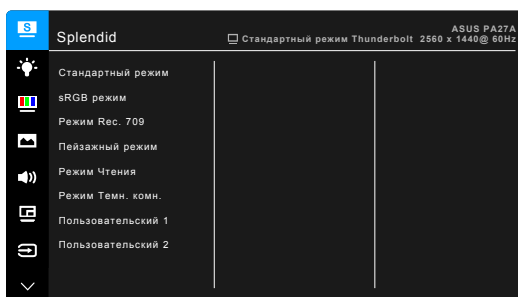 S
Splendid
ASUS PA27A
Стандартный режим Thunderbolt 2560 x 1440@ 60Hz
Стандартный режим
sRGB режим
Режим Rec. 709
Пейзажный режим
Режим Чтения
Режим Темн. комн.
Пользовательский 1
Пользовательский 2